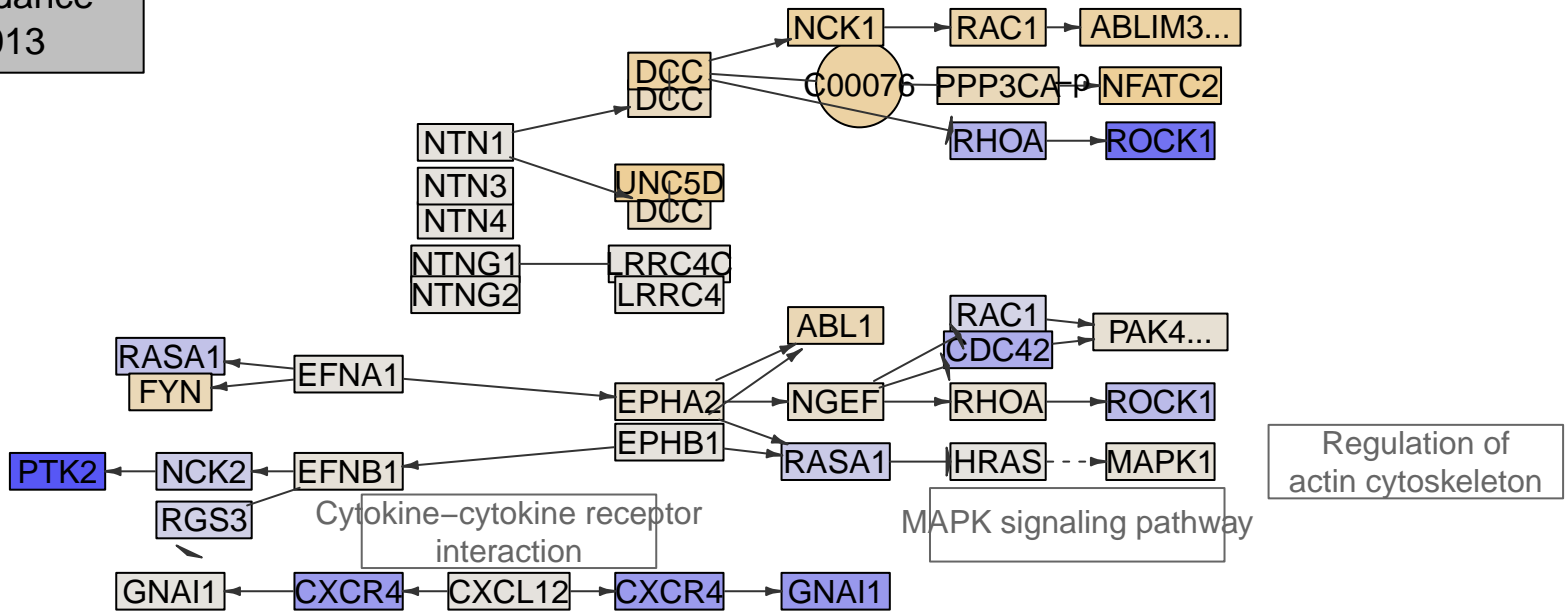 013
NCK1 RAC1 ABLIM3...
DCC
DCC
C00076 PPP3CA −p NFATC2
NTN1 RHOA ROCK1
NTN3 UNC5D
NTN4 DCC
NTNG1 LRRC4C
NTNG2 LRRC4
ABL1 RAC1 PAK4...
RASA1 CDC42
FYN EFNA1
EPHA2 NGEF RHOA ROCK1
EPHB1
PTK2 NCK2 EFNB1 RASA1 HRAS MAPK1
RGS3
Regulation of
actin cytoskeleton
Cytokine−cytokine receptor
interaction
MAPK signaling pathway
GNAI1 CXCR4 CXCL12 CXCR4 GNAI1